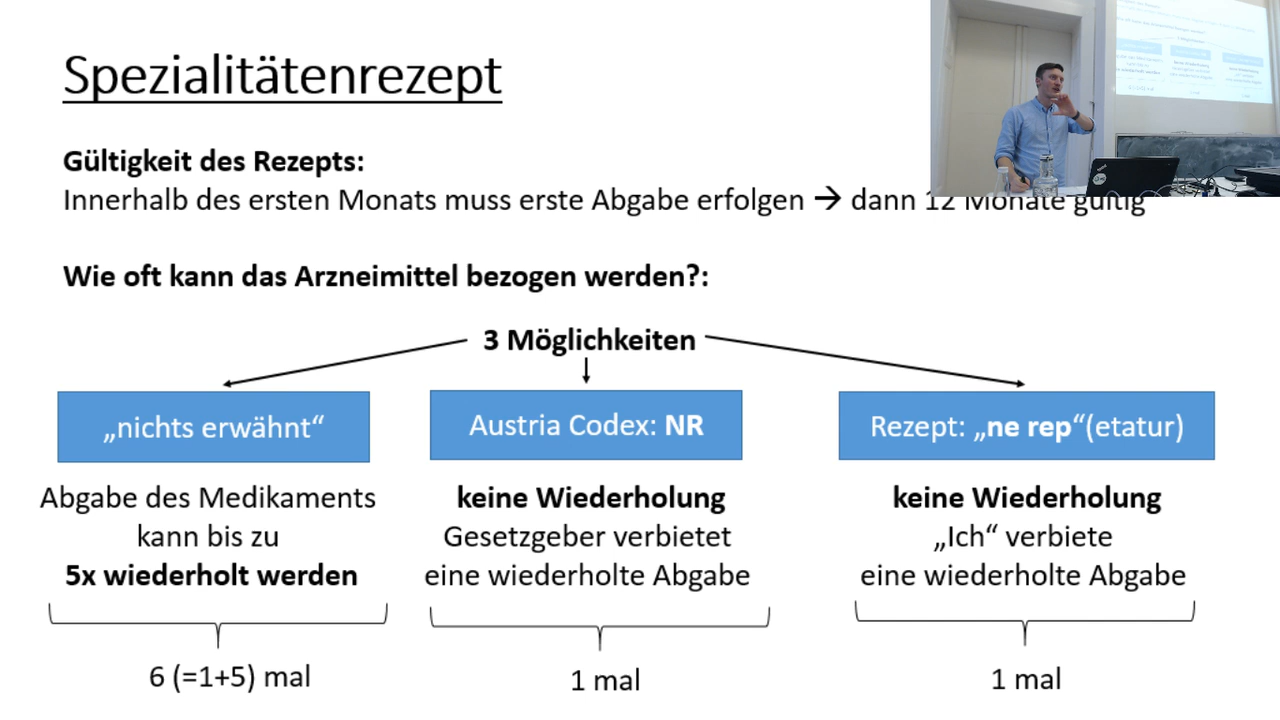 Spezialitätenrezept
Gültigkeit des Rezepts:
Innerhalb des ersten Monats muss erste Abgabe erfolgen → dann 12 Monate gültig
Wie oft kann das Arzneimittel bezogen werden?:
3 Möglichkeiten
„nichts erwähnt“
Abgabe des Medikaments
kann bis zu
5x wiederholt werden
6 (=1+5) mal
Austria Codex: NR
keine Wiederholung
Gesetzgeber verbietet
eine wiederholte Abgabe
1 mal
Rezept: „ne rep“(etatur)
keine Wiederholung
„Ich“ verbiete
eine wiederholte Abgabe
1 mal